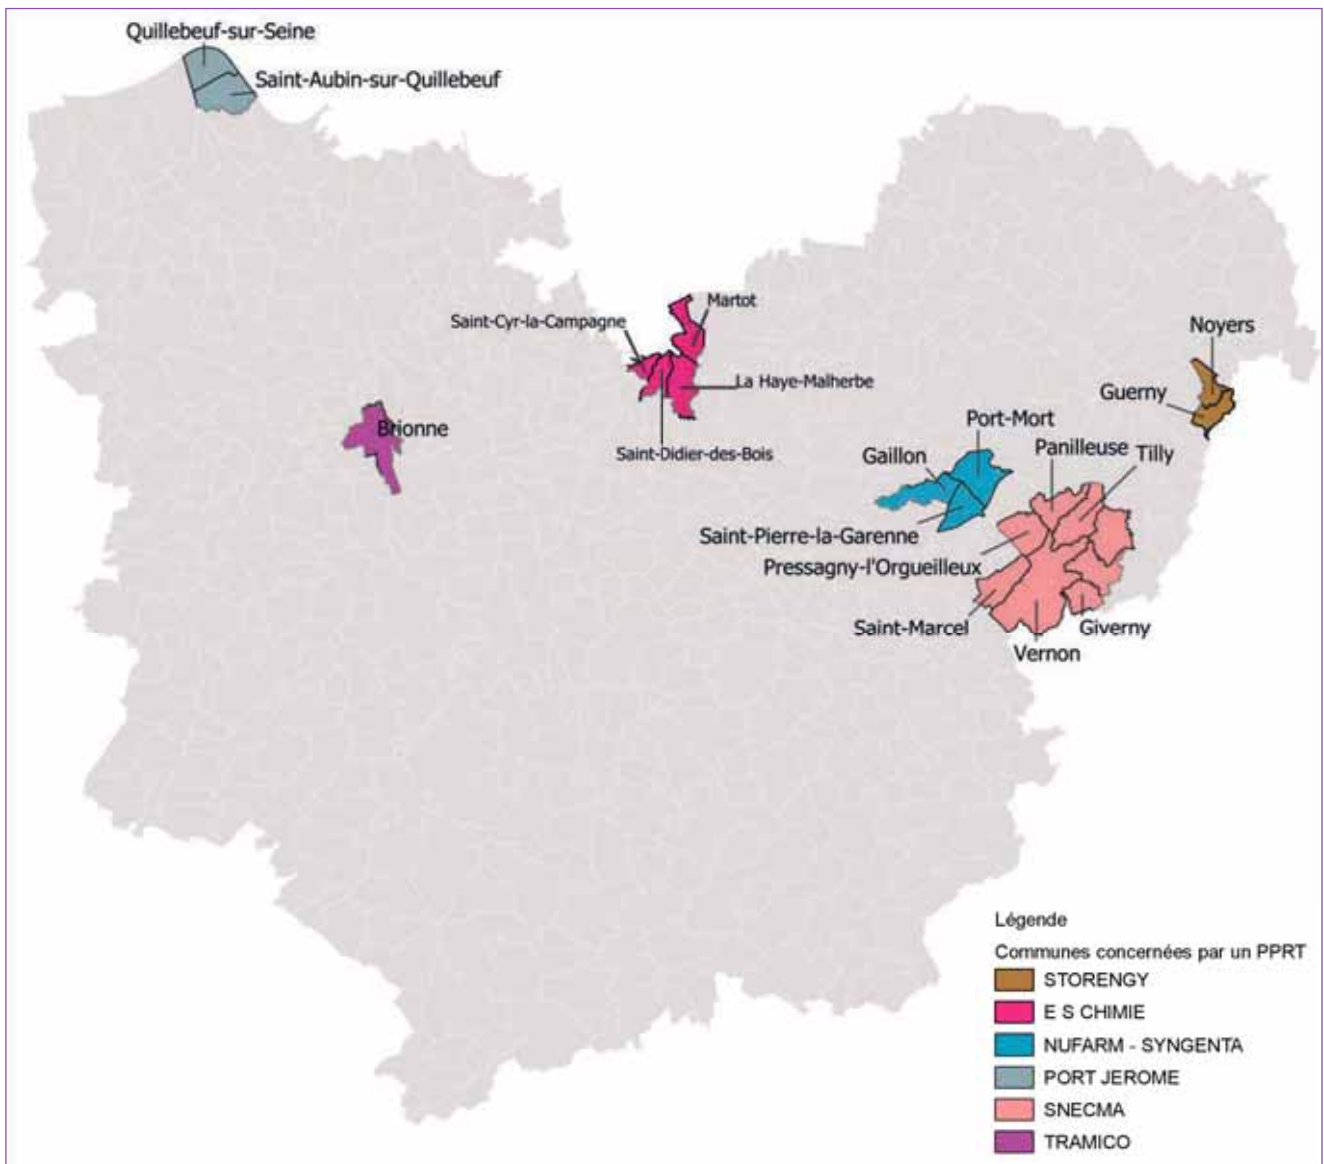 Quillebeuf-sur-Seine
Saint-Aubin-sur-Quillebeuf
Martot
Saint-Cyr-la-Campagne
Noyers
La Haye-Malherbe
Guerny
Port-Mort
Brionne
Panilleuse
Tilly
Gaillon
Saint-Didier-des-Bois
Saint-Pierre-la-Garenne
Pressagny-l'Orgueilleux
Saint-Marcel
Giverny
Vernon
Légende
Communes concernées par un PPRT
STORENGY
E S CHIMIE
NUFARM - SYNGENTA
PORT JEROME
SNECMA
TRAMICO